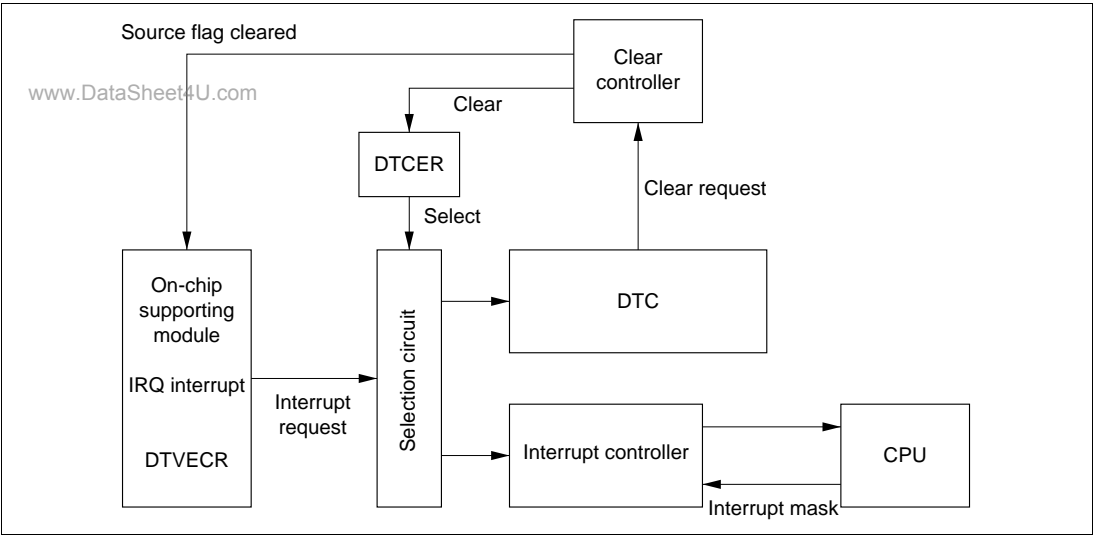 Source flag cleared
Clear
controller
www.DataSheet4U.com
Clear
DTCER
Clear request
Select
On-chip
supporting
module
DTC
Selection circuit
IRQ interrupt
Interrupt
request
Interrupt controller
CPU
DTVECR
Interrupt mask